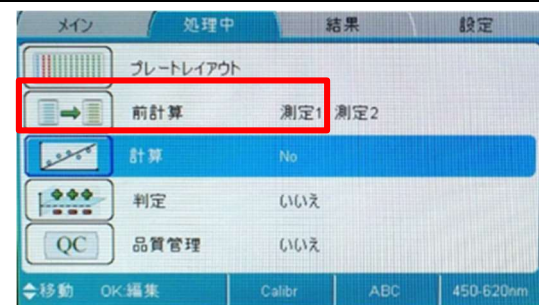 メイン 処理中 結果 設定
プレートレイアウト
前計算 測定1 測定2
計算 No
判定 いいえ
QC 品質管理 いいえ
移動 OK:編集 Calibr ABC 450-620nm